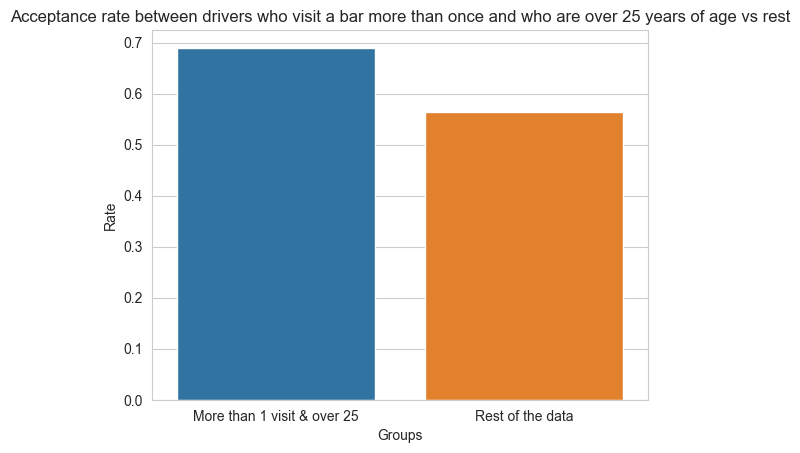 Acceptance rate between drivers who visit a bar more than once and who are over 25 years of age vs rest
0.7
0.6
0.5
0.4
0.3
0.2
0.1
0.0
Rate
More than 1 visit & over 25
Rest of the data
Groups